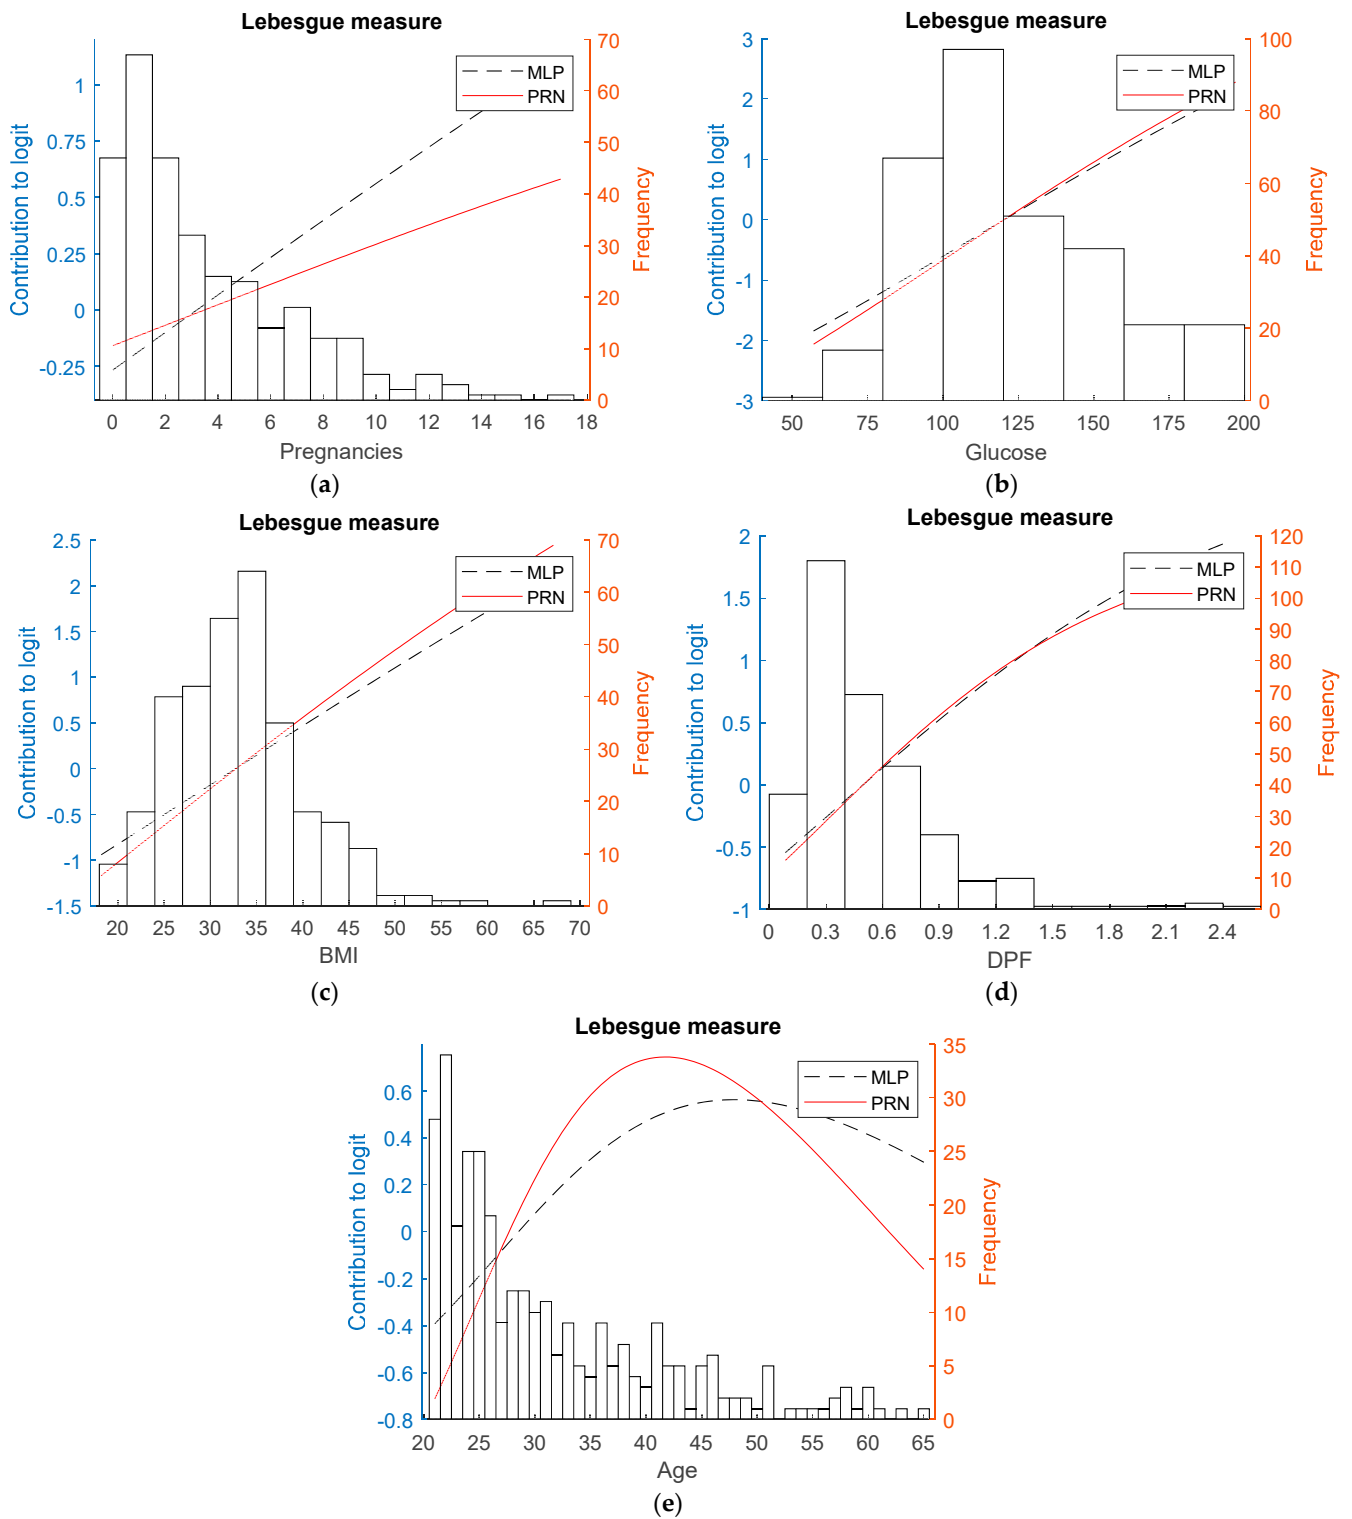 Lebesgue measure
MLP
PRN
Contribution to logit
1
0.75
0.5
0.25
0
-0.25
Frequency
70
60
50
40
30
20
10
0
0 2 4 6 8 10 12 14 16 18
Pregnancies
(a)
Lebesgue measure
MLP
PRN
Contribution to logit
3
2
1
0
-1
-2
-3
Frequency
100
80
60
40
20
0
50 75 100 125 150 175 200
Glucose
(b)
Lebesgue measure
MLP
PRN
Contribution to logit
2.5
2
1.5
1
0.5
0
-0.5
-1
-1.5
Frequency
70
60
50
40
30
20
10
0
20 25 30 35 40 45 50 55 60 65 70
BMI
(c)
Lebesgue measure
MLP
PRN
Contribution to logit
2
1.5
1
0.5
0
-0.5
-1
Frequency
120
110
100
90
80
70
60
50
40
30
20
10
0
0 0.3 0.6 0.9 1.2 1.5 1.8 2.1 2.4
DPF
(d)
Lebesgue measure
MLP
PRN
Contribution to logit
0.6
0.4
0.2
0
-0.2
-0.4
-0.6
-0.8
Frequency
35
30
25
20
15
10
5
0
20 25 30 35 40 45 50 55 60 65
Age
(e)